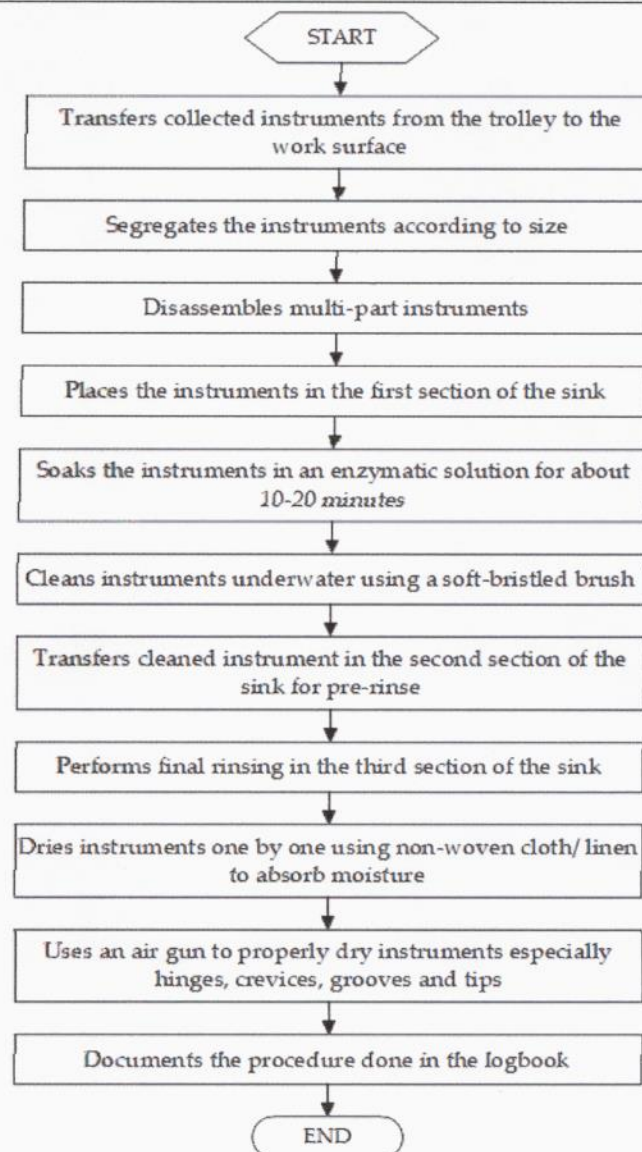 START
Transfers collected instruments from the trolley to the
work surface
Segregates the instruments according to size
Disassembles multi-part instruments
Places the instruments in the first section of the sink
Soaks the instruments in an enzymatic solution for about
10-20 minutes
Cleans instruments underwater using a soft-bristled brush
Transfers cleaned instrument in the second section of the
sink for pre-rinse
Performs final rinsing in the third section of the sink
Dries instruments one by one using non-woven cloth/ linen
to absorb moisture
Uses an air gun to properly dry instruments especially
hinges, crevices, grooves and tips
Documents the procedure done in the logbook
END